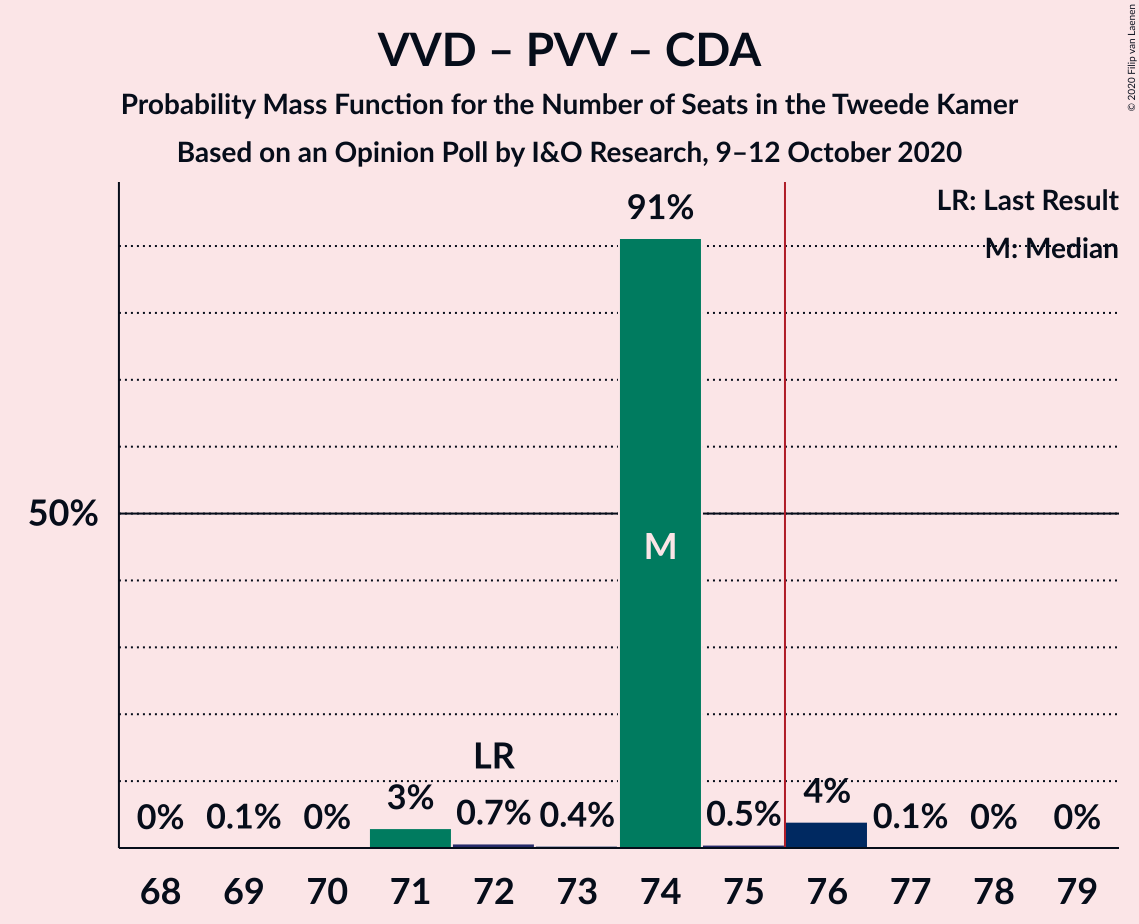 VVD – PVV – CDA
Probability Mass Function for the Number of Seats in the Tweede Kamer
Based on an Opinion Poll by I&O Research, 9–12 October 2020
© 2020 Filip van Laenen
LR: Last Result
M: Median
91%
50%
M
LR
0% 0.1% 0% 3% 0.7% 0.4% 0.5% 4% 0.1% 0% 0%
68 69 70 71 72 73 74 75 76 77 78 79